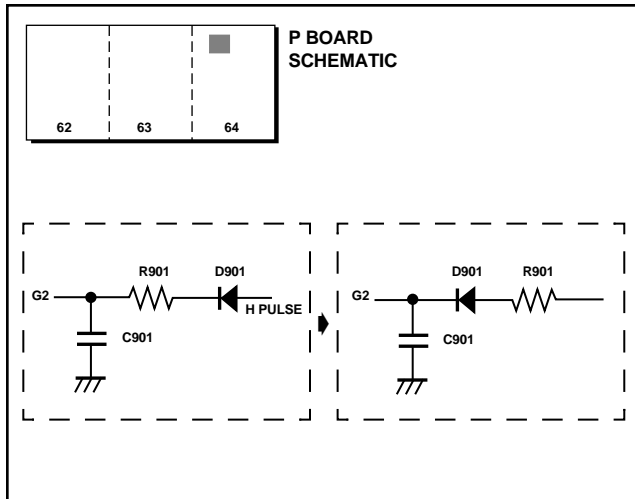 P BOARD
SCHEMATIC
62 63 64
R901 D901
G2
H PULSE
C901
D901 R901
G2
C901